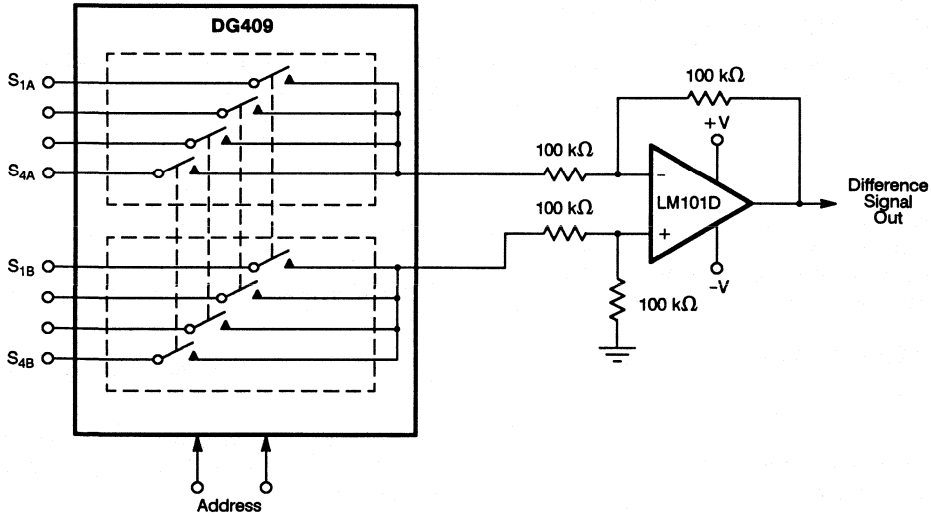 DG409
S1A
S4A
S1B
S4B
Address
100 kΩ
100 kΩ
100 kΩ
100 kΩ
+V
–
LM101D
+
–V
Difference
Signal
Out